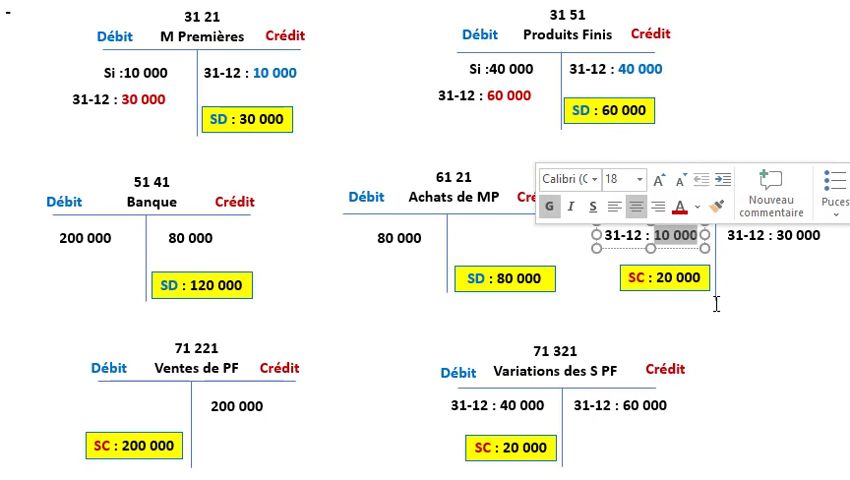 -
31 21
Débit M Premières Crédit
Si :10 000 31-12 : 10 000
31-12 : 30 000
SD : 30 000
31 51
Débit Produits Finis Crédit
Si :40 000 31-12 : 40 000
31-12 : 60 000
SD : 60 000
51 41
Débit Banque Crédit
200 000 80 000
SD : 120 000
61 21
Débit Achats de MP
80 000
SD : 80 000
Calibri (C 18 A A
G I S A
Nouveau
commentaire
Puces
31-12 : 10 000 31-12 : 30 000
SC : 20 000
71 221
Débit Ventes de PF Crédit
200 000
SC : 200 000
71 321
Débit Variations des S PF Crédit
31-12 : 40 000 31-12 : 60 000
SC : 20 000